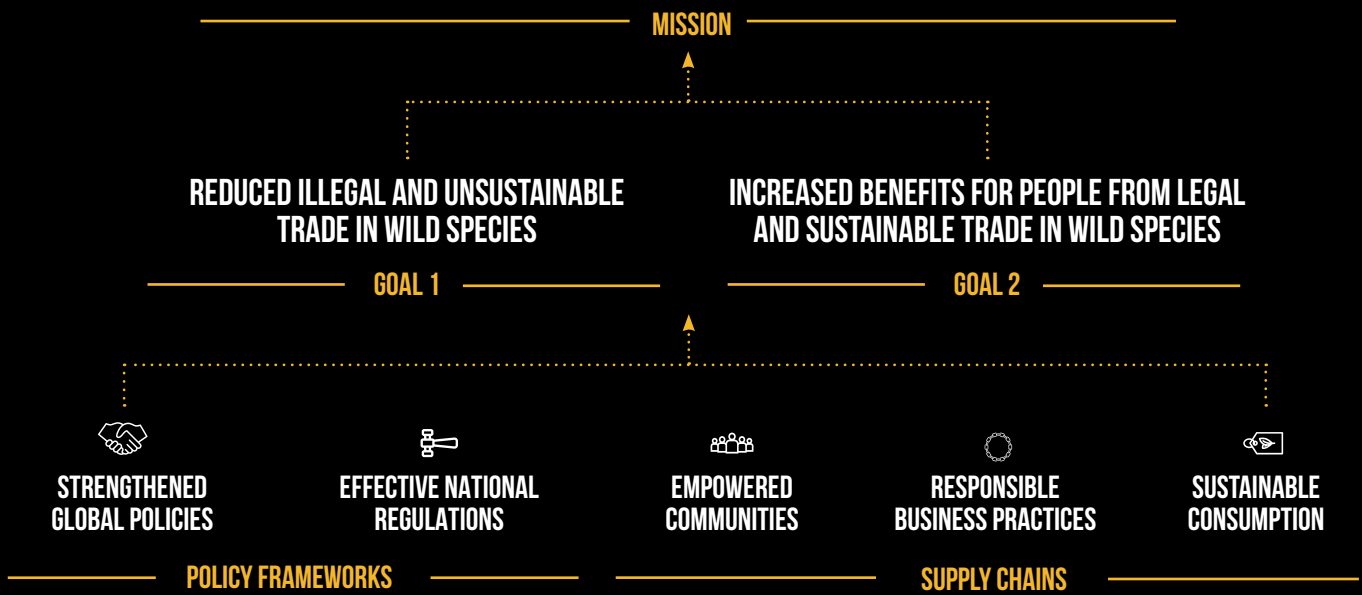 MISSION
REDUCED ILLEGAL AND UNSUSTAINABLE
TRADE IN WILD SPECIES
GOAL 1
INCREASED BENEFITS FOR PEOPLE FROM LEGAL
AND SUSTAINABLE TRADE IN WILD SPECIES
GOAL 2
STRENGTHENED
GLOBAL POLICIES
EFFECTIVE NATIONAL
REGULATIONS
EMPOWERED
COMMUNITIES
RESPONSIBLE
BUSINESS PRACTICES
SUSTAINABLE
CONSUMPTION
POLICY FRAMEWORKS
SUPPLY CHAINS